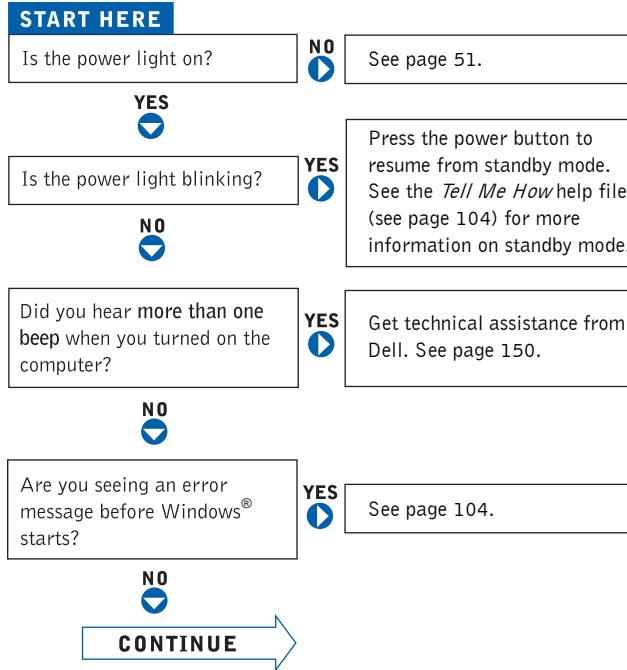 START HERE
Is the power light on?
NO
See page 51.
YES
Is the power light blinking?
YES
Press the power button to
resume from standby mode.
See the Tell Me How help file
(see page 104) for more
information on standby mode.
NO
Did you hear more than one
beep when you turned on the
computer?
YES
Get technical assistance from
Dell. See page 150.
NO
Are you seeing an error
message before Windows®
starts?
YES
See page 104.
NO
CONTINUE